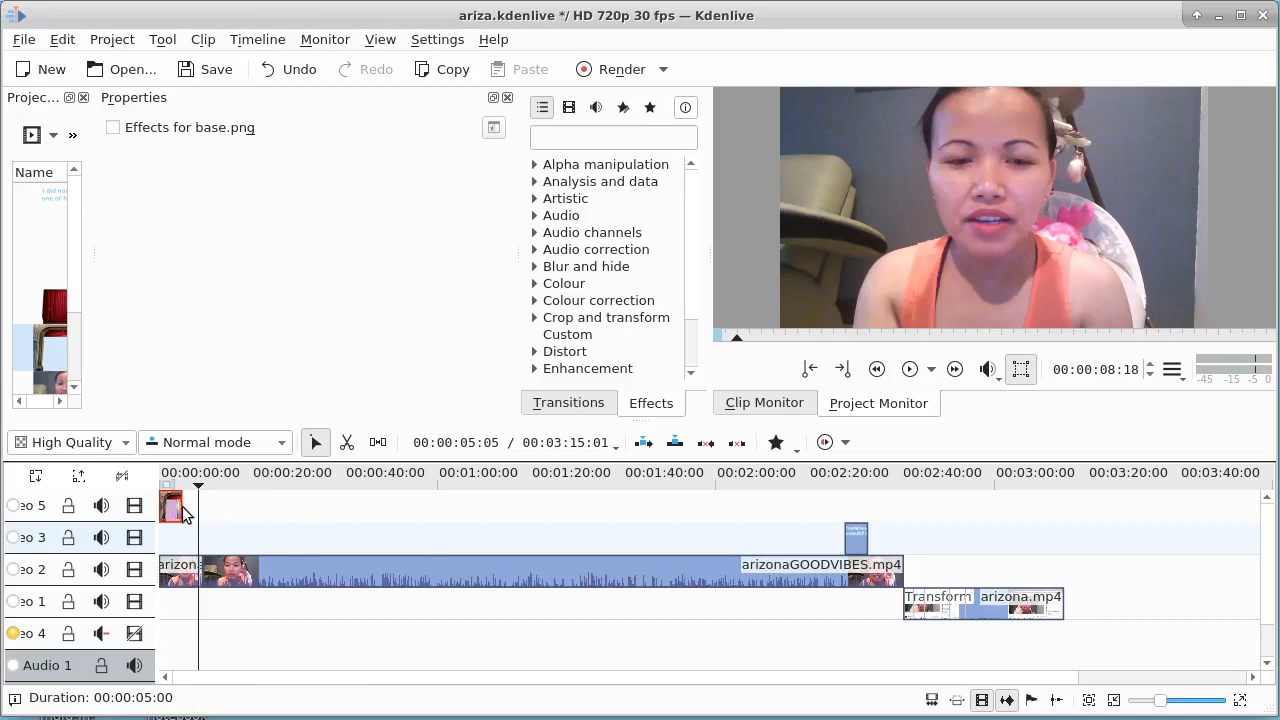 ariza.kdenlive */ HD 720p 30 fps — Kdenlive
File Edit Project Tool Clip Timeline Monitor View Settings Help
New Open... Save Undo Redo Copy Paste Render
Projec... Properties
Effects for base.png
Name
I did not
one of h
Alpha manipulation
Analysis and data
Artistic
Audio
Audio channels
Audio correction
Blur and hide
Colour
Colour correction
Crop and transform
Custom
Distort
Enhancement
00:00:08:18
-45 -15 -5 0
Transitions Effects Clip Monitor Project Monitor
High Quality Normal mode 00:00:05:05 / 00:03:15:01
00:00:00:00 00:00:20:00 00:00:40:00 00:01:00:00 00:01:20:00 00:01:40:00 00:02:00:00 00:02:20:00 00:02:40:00 00:03:00:00 00:03:20:00 00:03:40:00
eo 5
eo 3
eo 2 arizona arizonaGOODVIBES.mp4
eo 1 Transform arizona.mp4
eo 4
Audio 1
Duration: 00:00:05:00